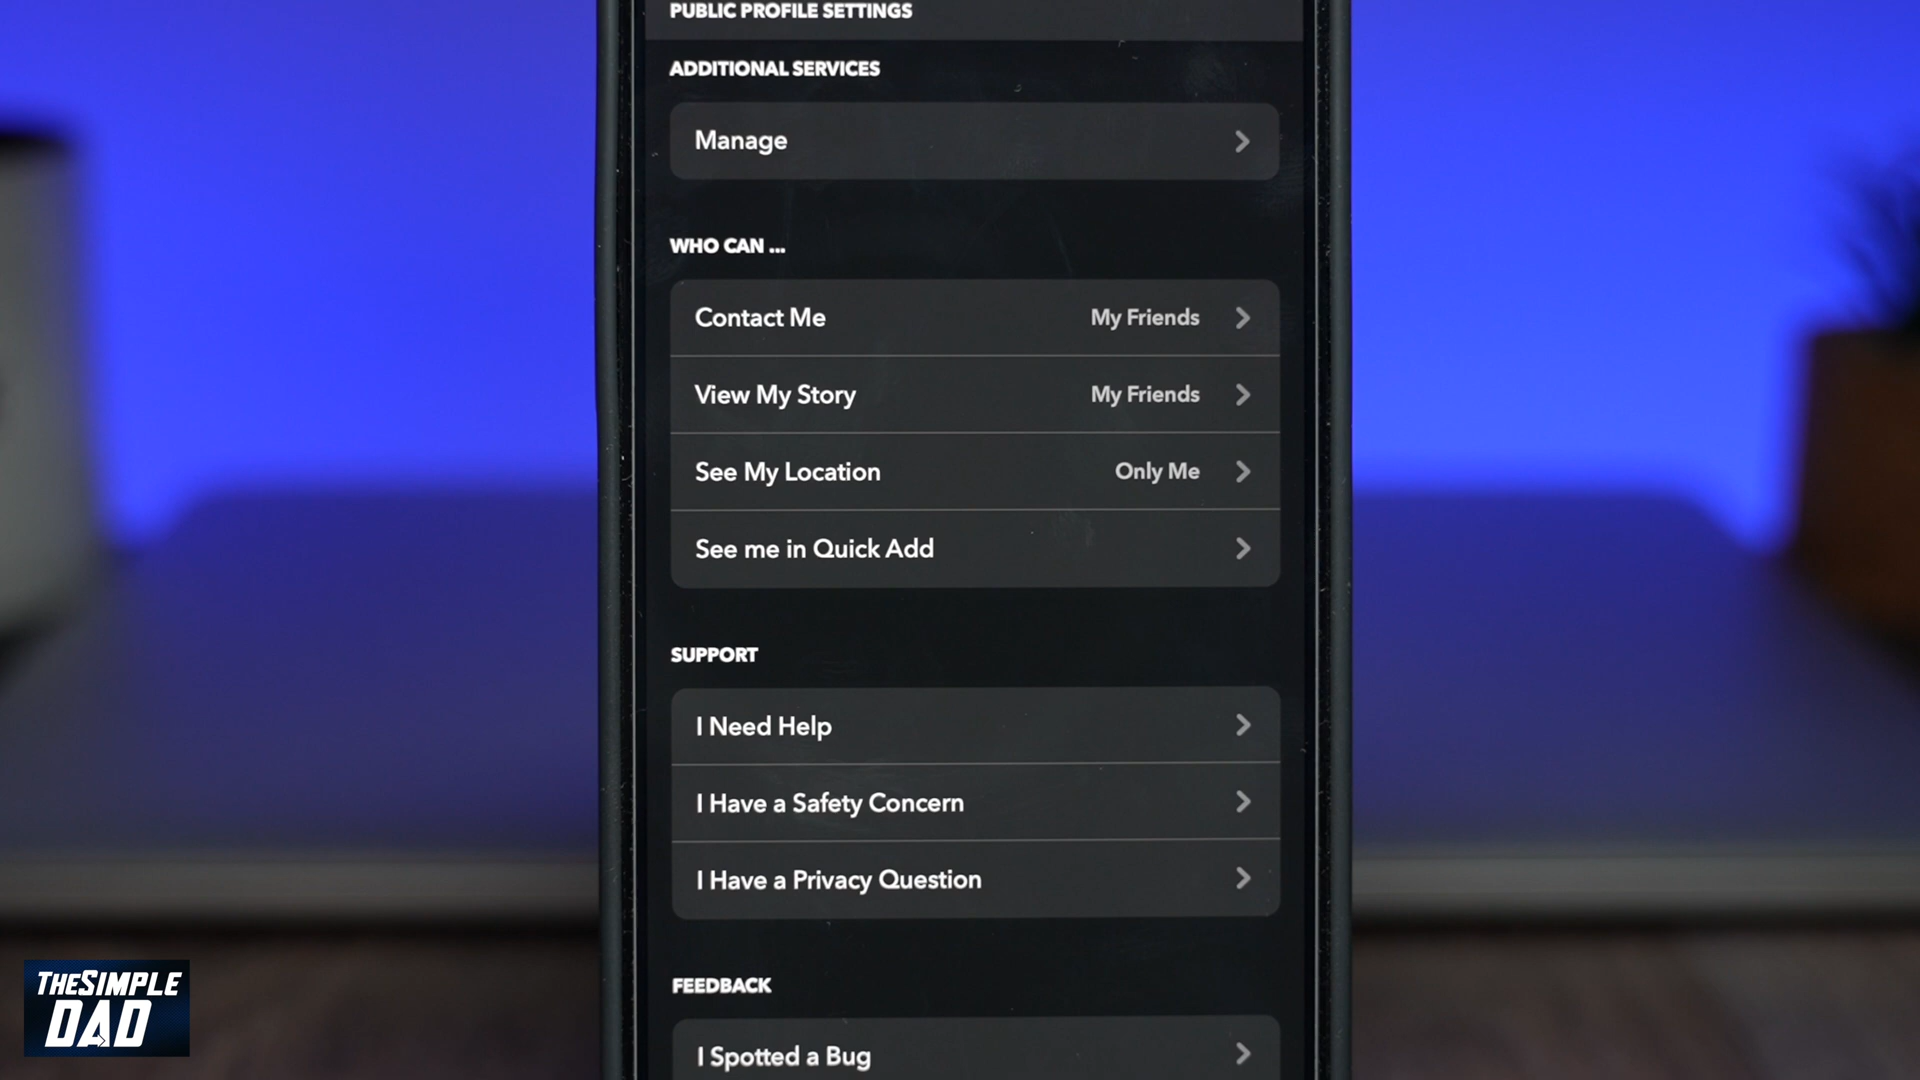 PUBLIC PROFILE SETTINGS
ADDITIONAL SERVICES
Manage
WHO CAN ...
Contact Me My Friends
View My Story My Friends
See My Location Only Me
See me in Quick Add
SUPPORT
I Need Help
I Have a Safety Concern
I Have a Privacy Question
FEEDBACK
I Spotted a Bug
THESIMPLE
DAD